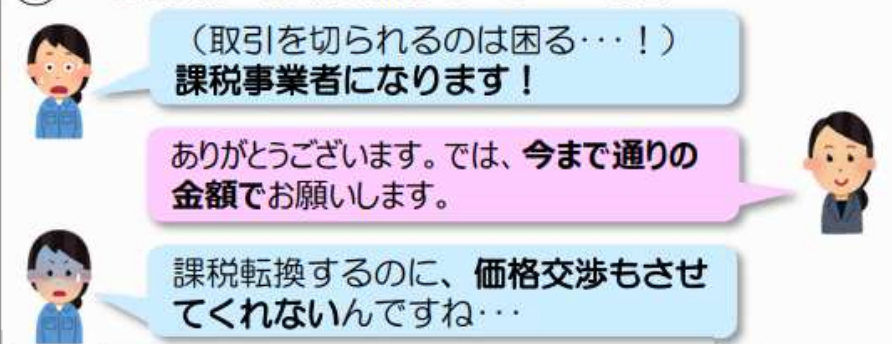 （取引を切られるのは困る･･･！）
課税事業者になります！
ありがとうございます。では、今まで通りの
金額でお願いします。
課税転換するのに、価格交渉もさせ
てくれないんですね･･･